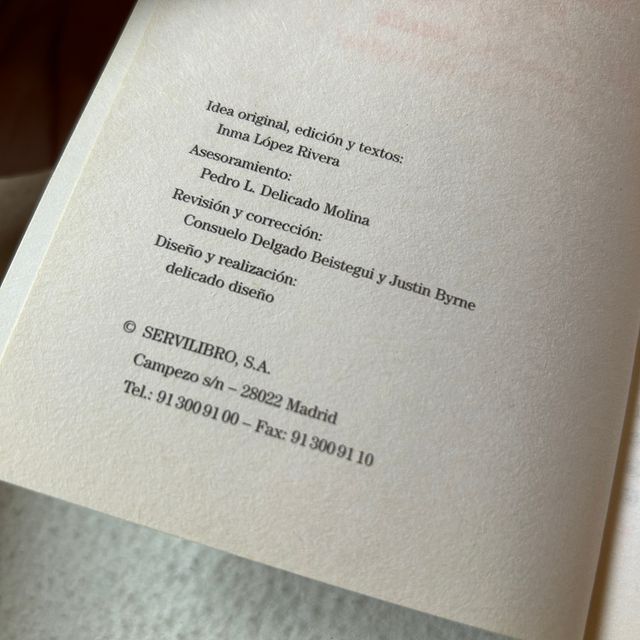 Idea original, edición y textos:
Inma López Rivera
Asesoramiento:
Pedro L. Delicado Molina
Revisión y corrección:
Consuelo Delgado Beistegui y Justin Byrne
Diseño y realización:
delicado diseño
© SERVILIBRO, S.A.
Campezo s/n – 28022 Madrid
Tel.: 91 300 91 00 – Fax: 91 300 91 10